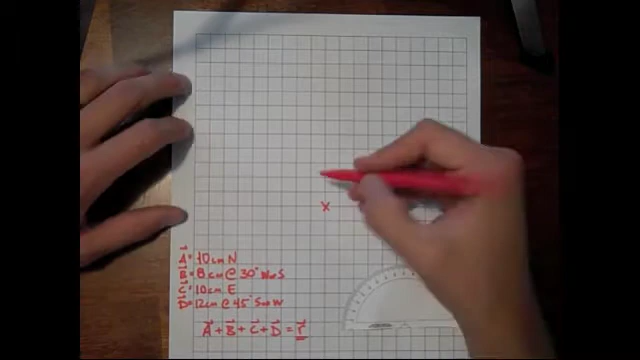 x
A⃗ = 10cm N
B⃗ = 8cm @ 30° W of S
C⃗ = 10cm E
D⃗ = 12cm @ 45° S of W
A⃗ + B⃗ + C⃗ + D⃗ = r⃗